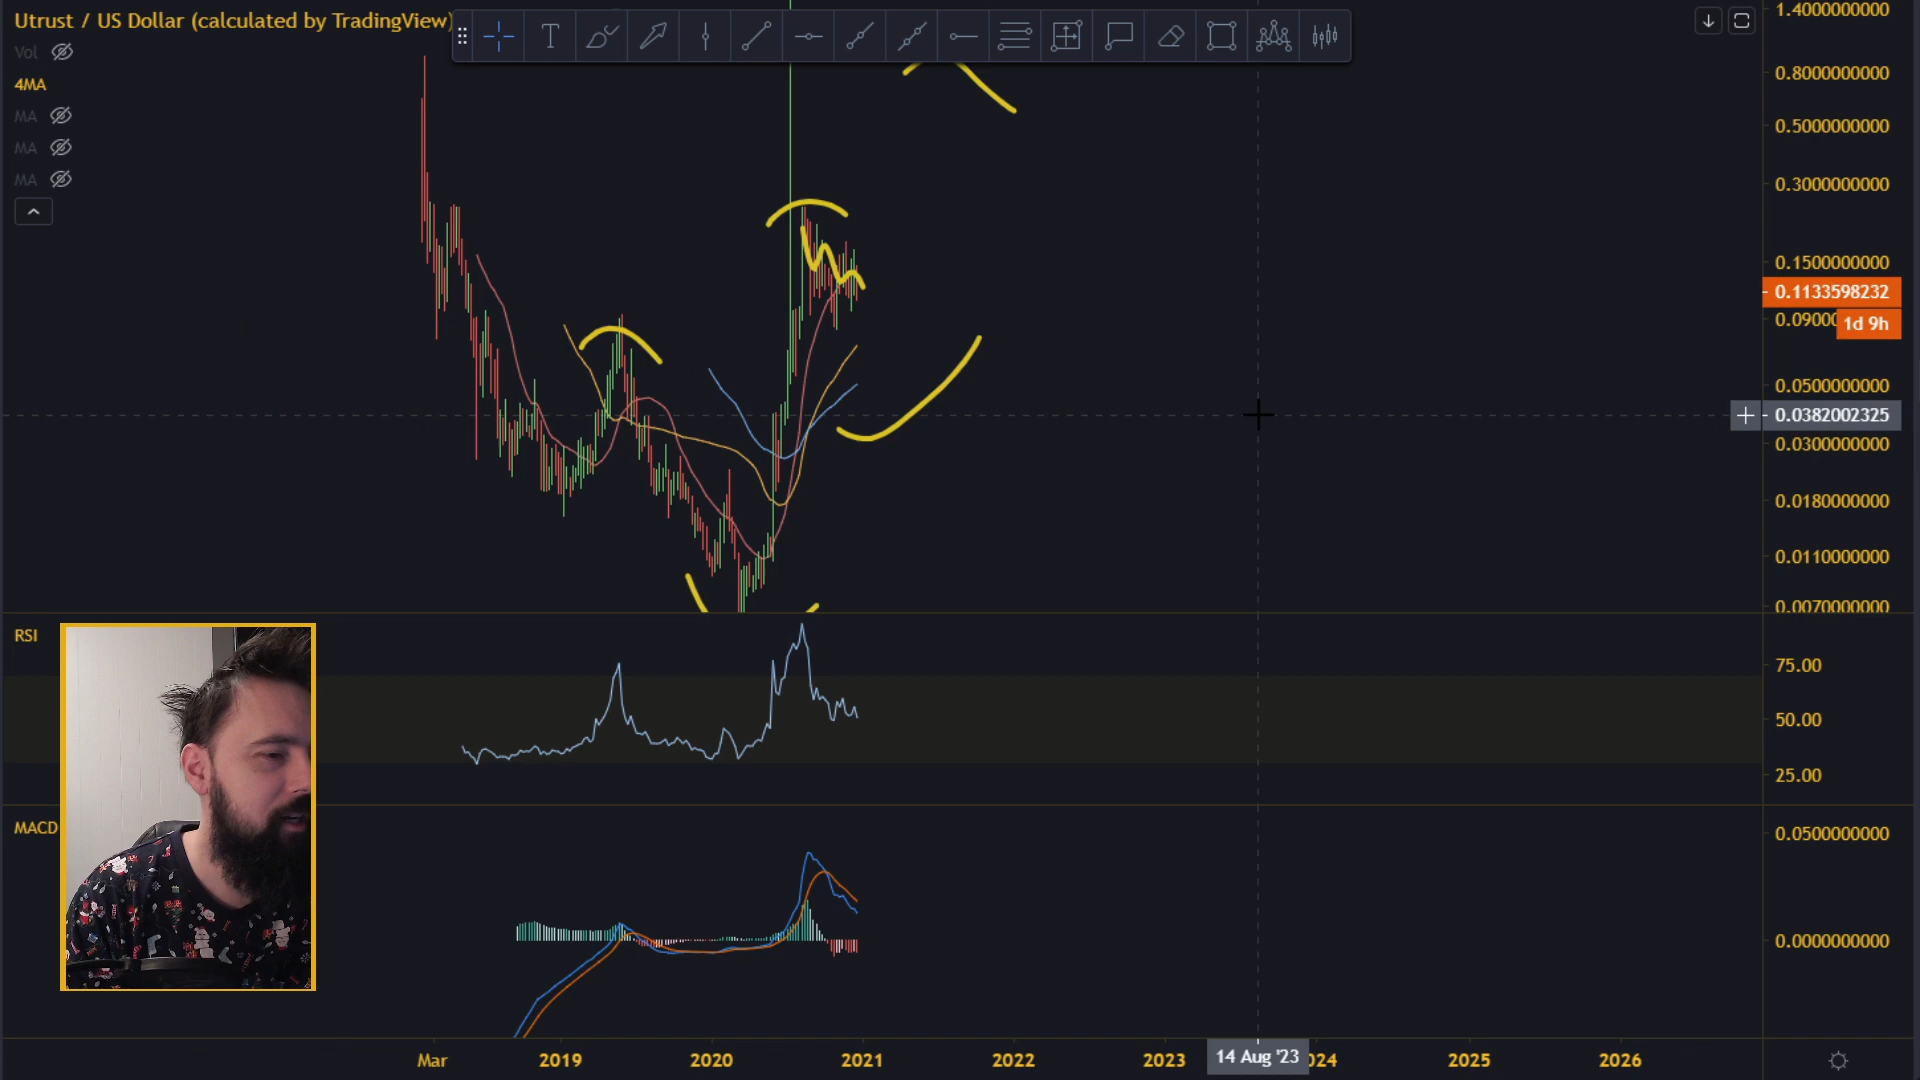 Utrust / US Dollar (calculated by TradingView)
Vol
4MA
MA
MA
MA
T
1.4000000000
0.8000000000
0.5000000000
0.3000000000
0.1500000000
0.1133598232
0.0900
1d 9h
0.0500000000
0.0382002325
0.0300000000
0.0180000000
0.0110000000
0.0070000000
RSI
75.00
50.00
25.00
MACD
0.0500000000
0.0000000000
Mar
2019
2020
2021
2022
2023
14 Aug '23
024
2025
2026